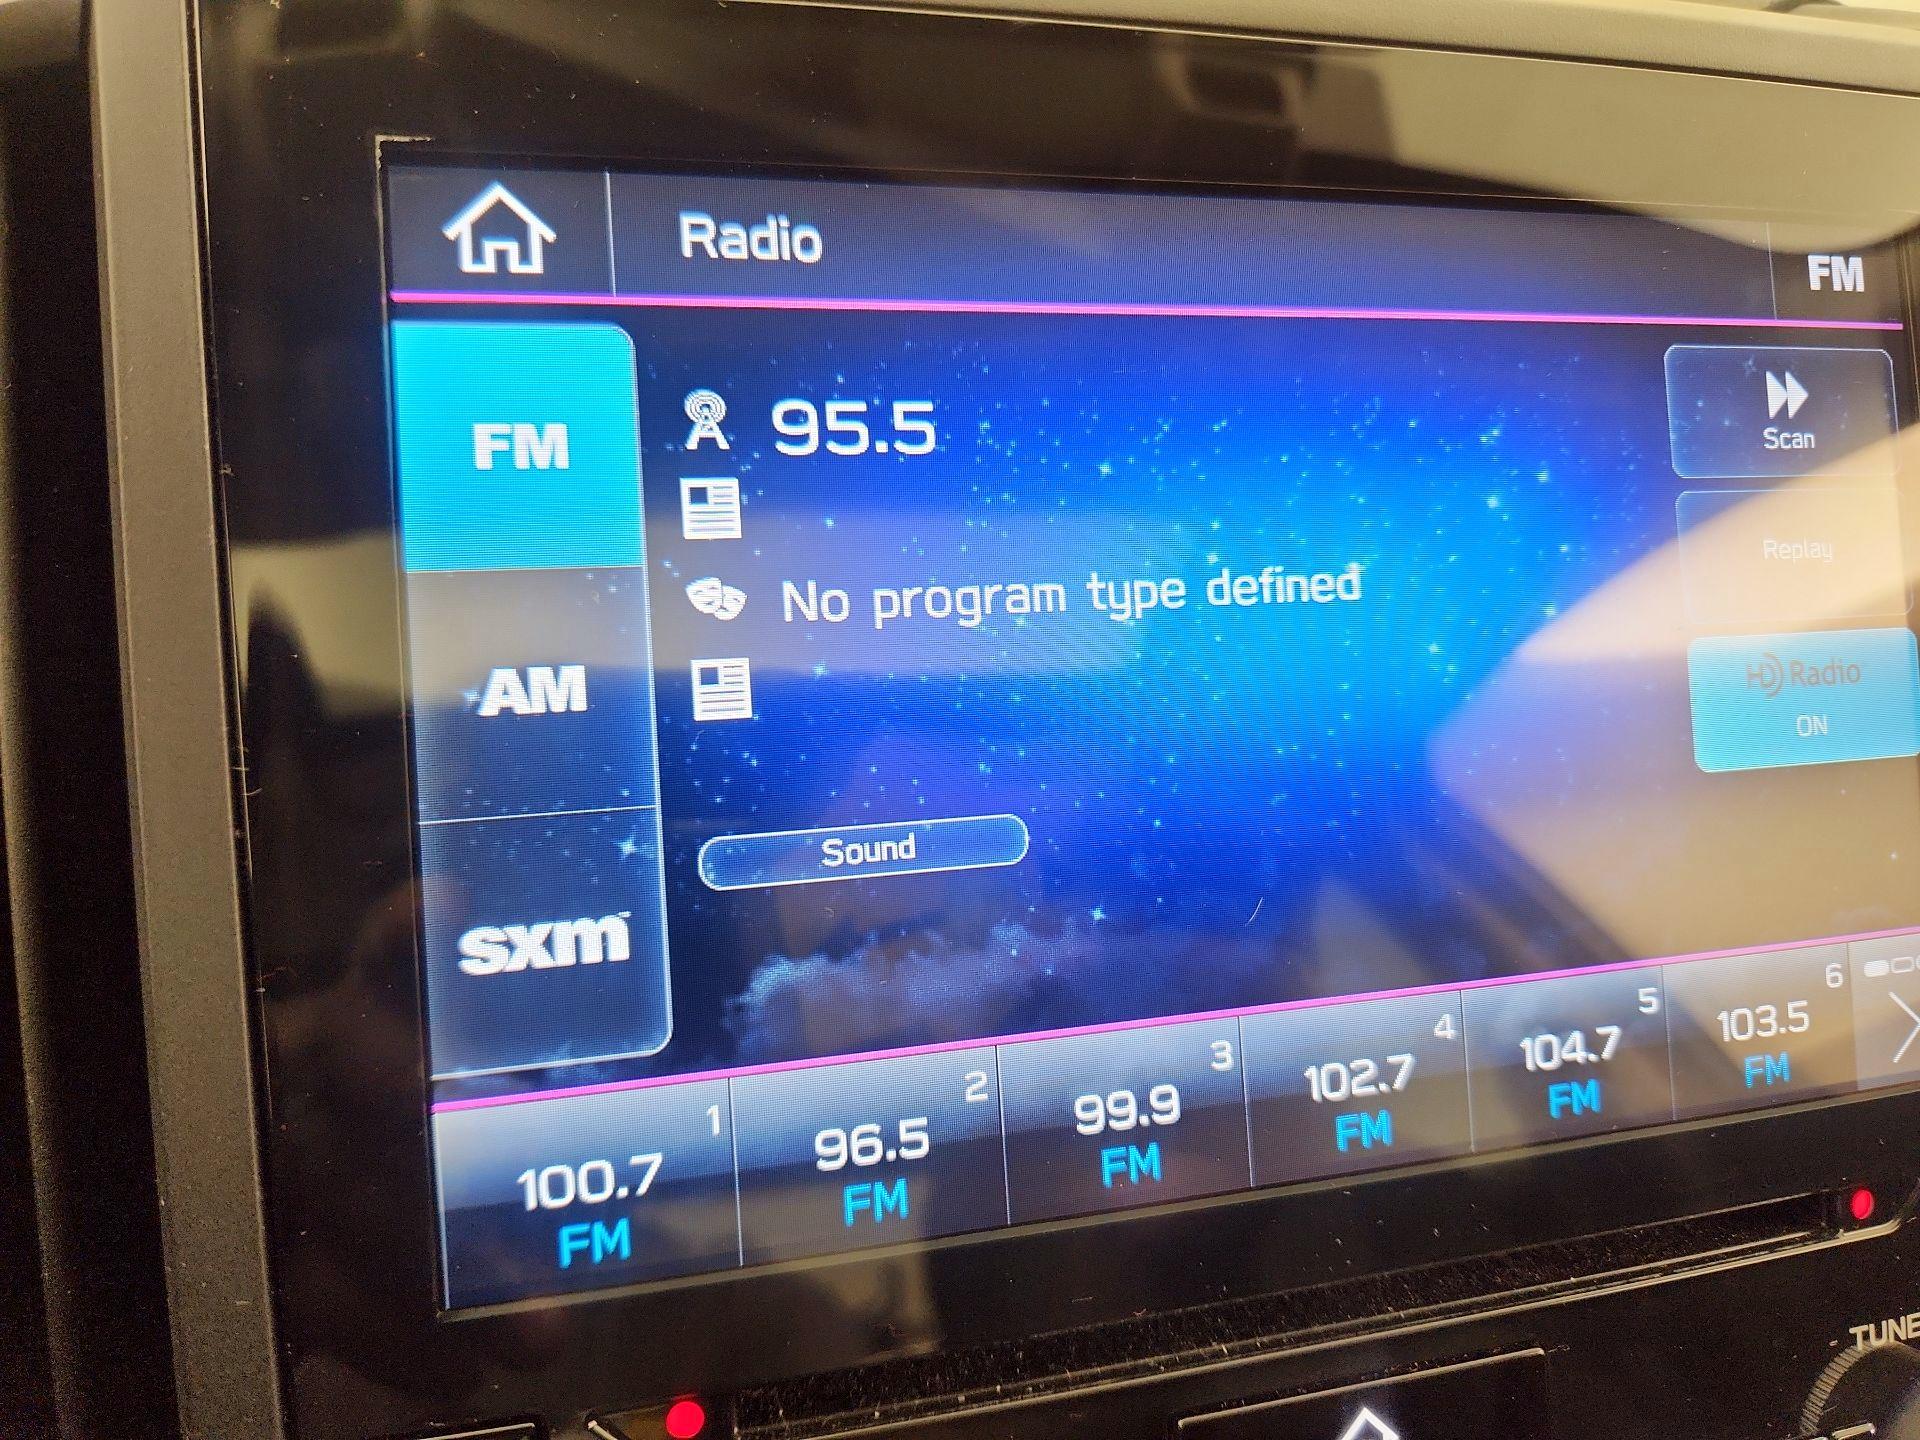 Radio
FM
FM
AM
sxm
95.5
No program type defined
Sound
Scan
Replay
HD Radio
ON
1
100.7
FM
2
96.5
FM
3
99.9
FM
4
102.7
FM
5
104.7
FM
6
103.5
FM
TUNE